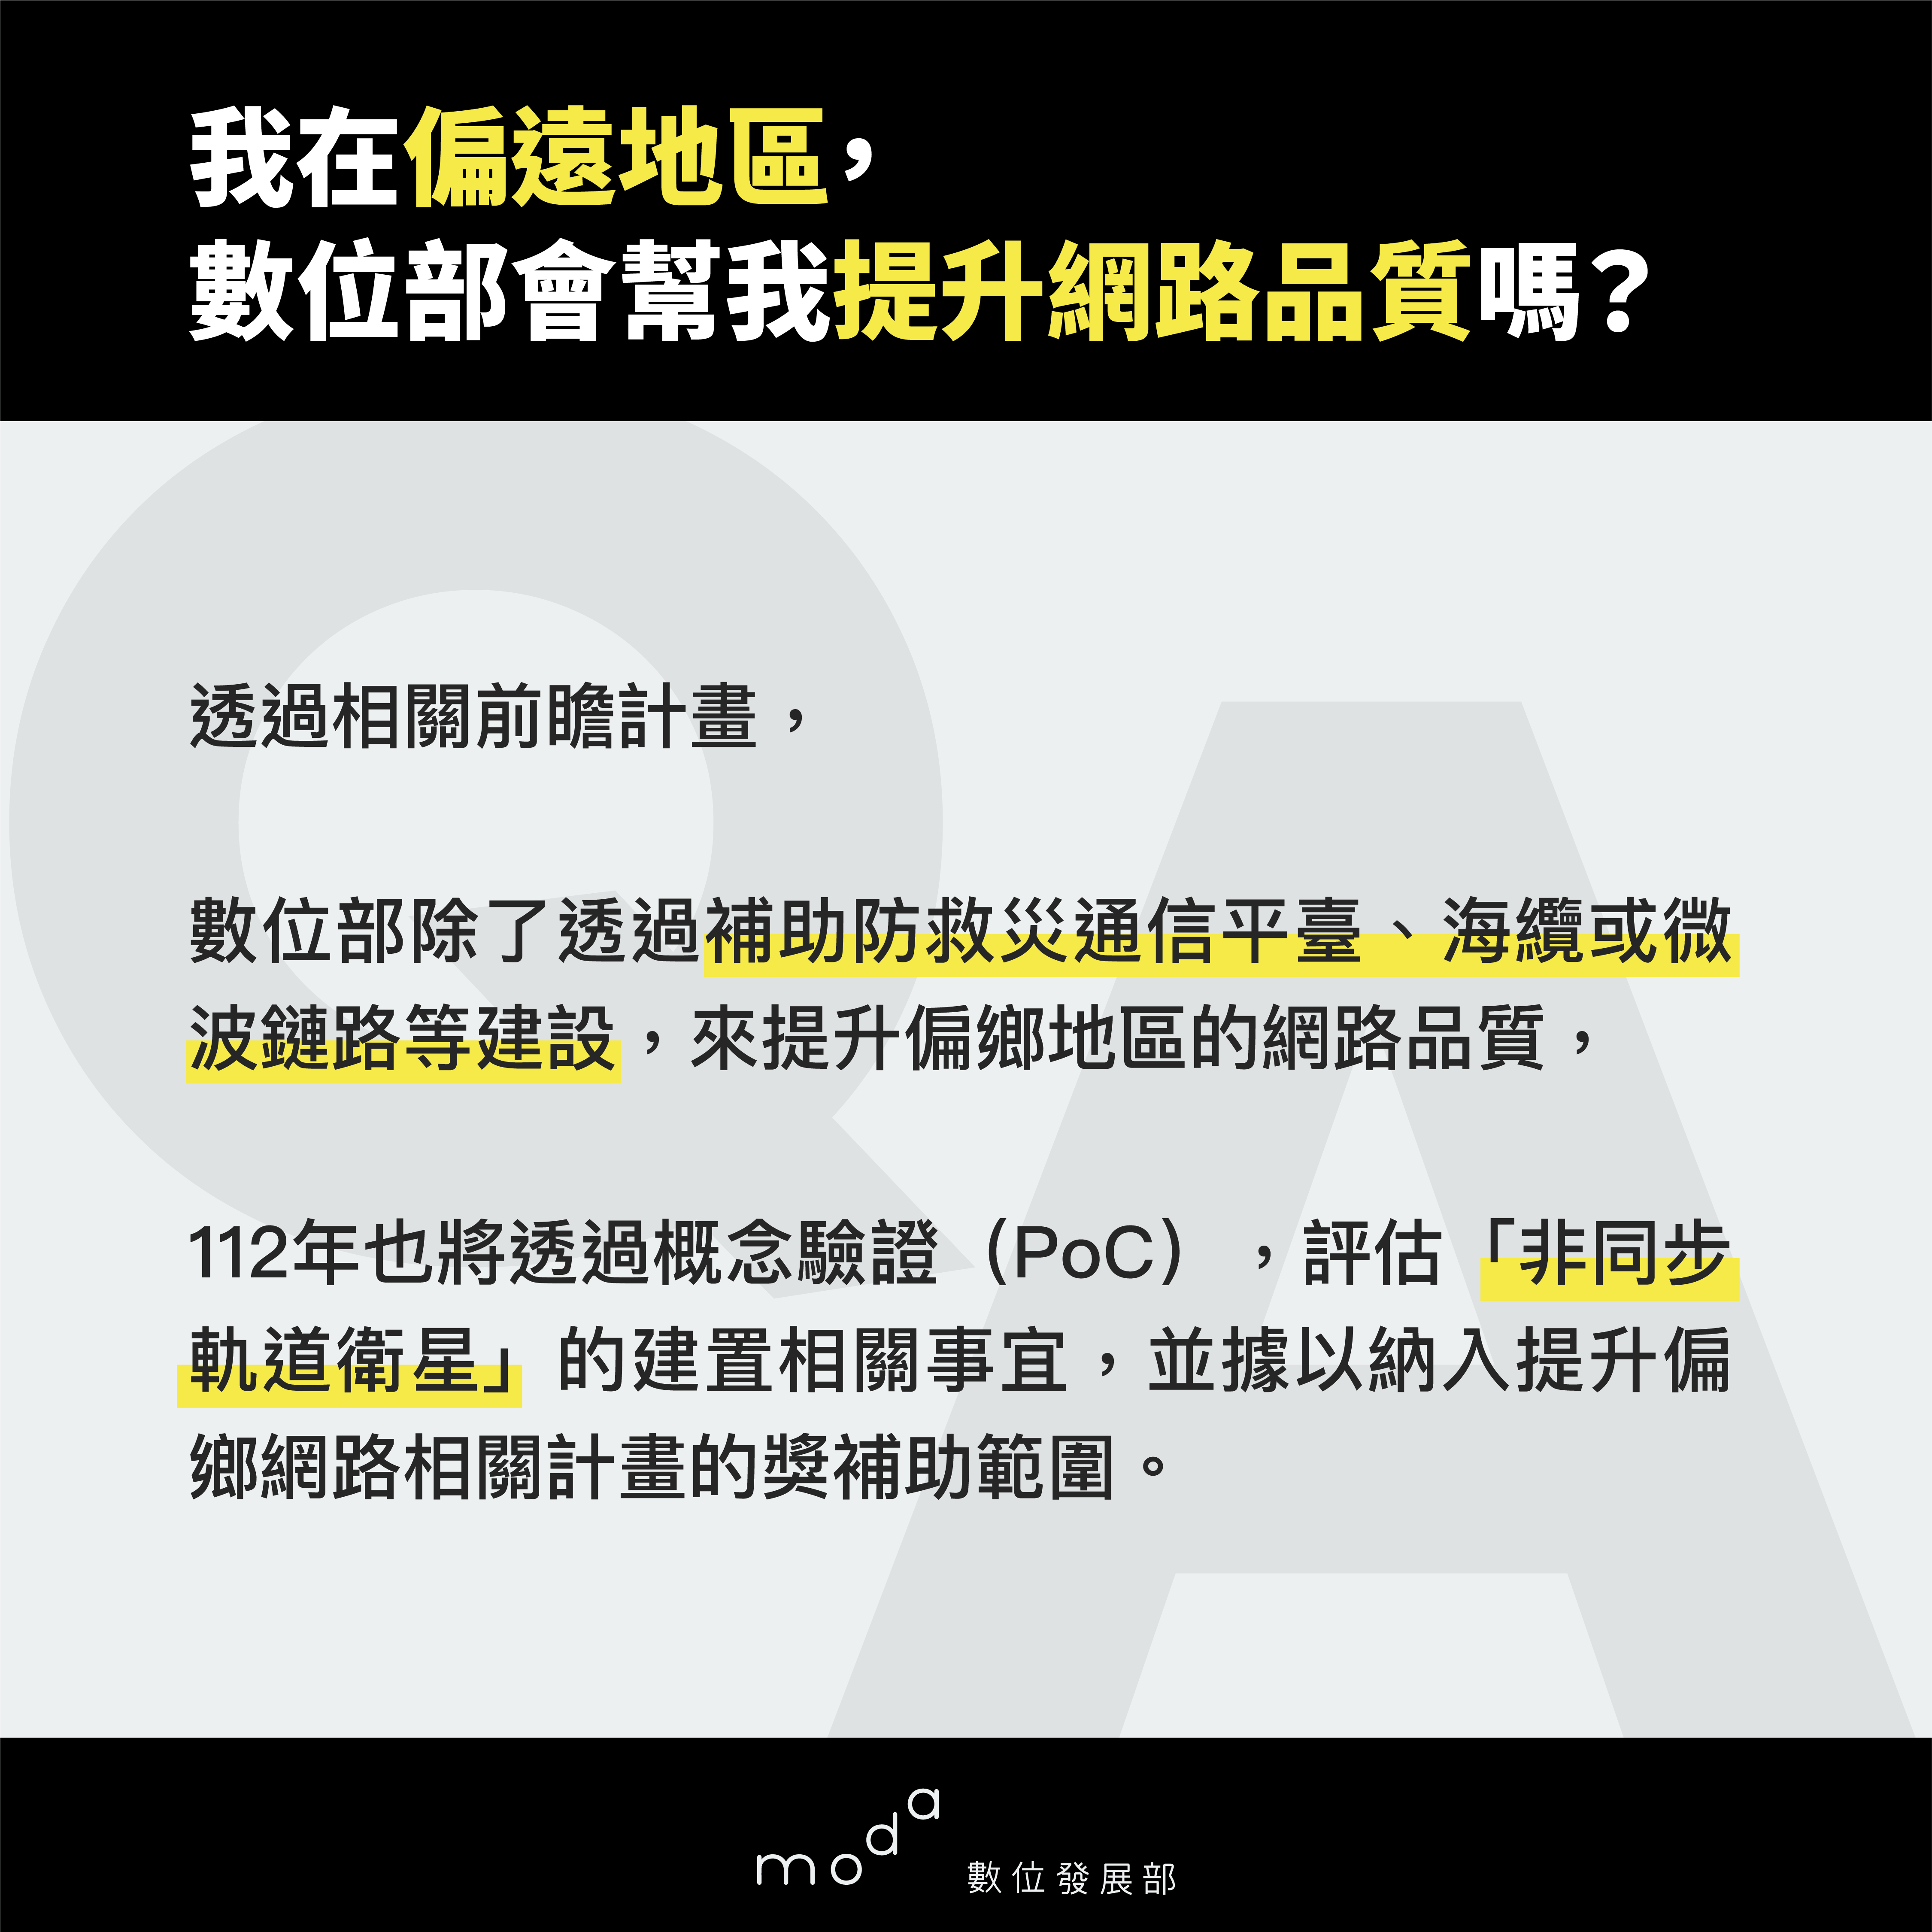 我在偏遠地區，
數位部會幫我提升網路品質嗎？
透過相關前瞻計畫，
數位部除了透過補助防救災通信平臺、海纜或微
波鏈路等建設，來提升偏鄉地區的網路品質，
112年也將透過概念驗證（PoC），評估「非同步
軌道衛星」的建置相關事宜，並據以納入提升偏
鄉網路相關計畫的獎補助範圍。
moda 數位發展部